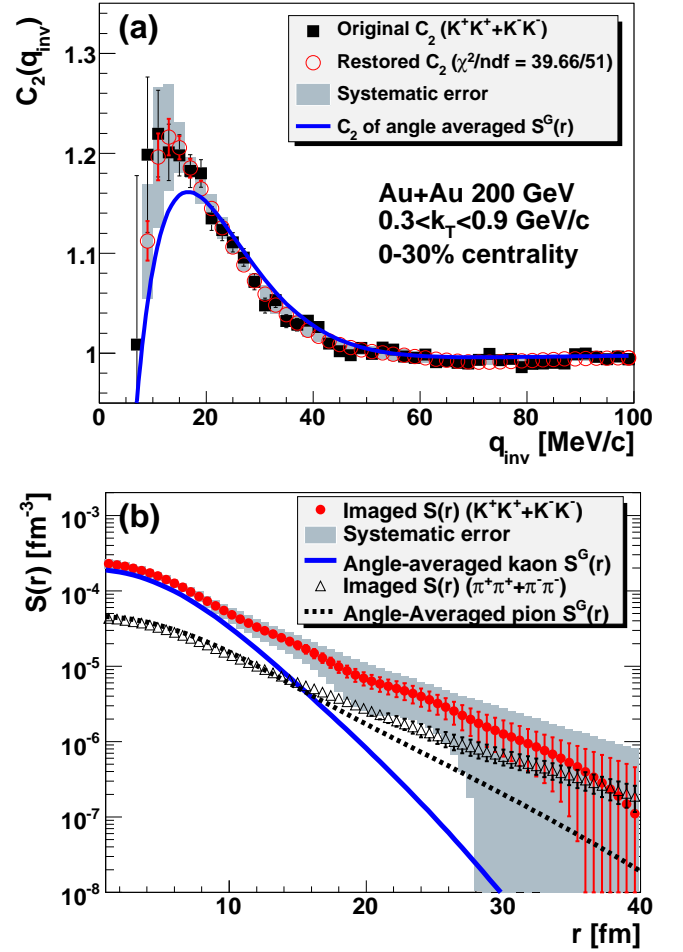 (a)
C₂(q_inv)
Original C₂ (K⁺K⁺+K⁻K⁻)
Restored C₂ (χ²/ndf = 39.66/51)
Systematic error
C₂ of angle averaged Sᴳ(r)
Au+Au 200 GeV
0.3<k_T<0.9 GeV/c
0-30% centrality
1.3
1.2
1.1
1
0 20 40 60 80 100
q_inv [MeV/c]
(b)
S(r) [fm⁻³]
Imaged S(r) (K⁺K⁺+K⁻K⁻)
Systematic error
Angle-averaged kaon Sᴳ(r)
Imaged S(r) (π⁺π⁺+π⁻π⁻)
Angle-Averaged pion Sᴳ(r)
10⁻³
10⁻⁴
10⁻⁵
10⁻⁶
10⁻⁷
10⁻⁸
10 20 30 40
r [fm]